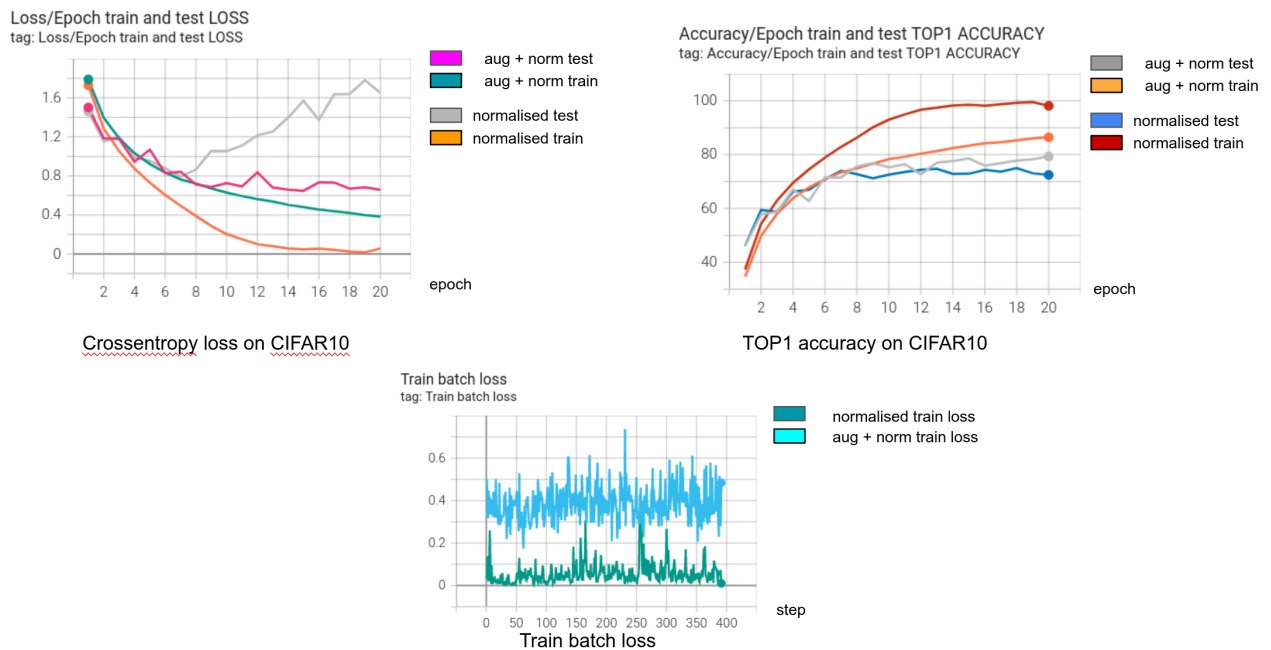 Loss/Epoch train and test LOSS
tag: Loss/Epoch train and test LOSS
1.6
1.2
0.8
0.4
0
2 4 6 8 10 12 14 16 18 20
epoch
aug + norm test
aug + norm train
normalised test
normalised train
Crossentropy loss on CIFAR10
Accuracy/Epoch train and test TOP1 ACCURACY
tag: Accuracy/Epoch train and test TOP1 ACCURACY
100
80
60
40
2 4 6 8 10 12 14 16 18 20
epoch
aug + norm test
aug + norm train
normalised test
normalised train
TOP1 accuracy on CIFAR10
Train batch loss
tag: Train batch loss
0.6
0.4
0.2
0
0 50 100 150 200 250 300 350 400
step
normalised train loss
aug + norm train loss
Train batch loss